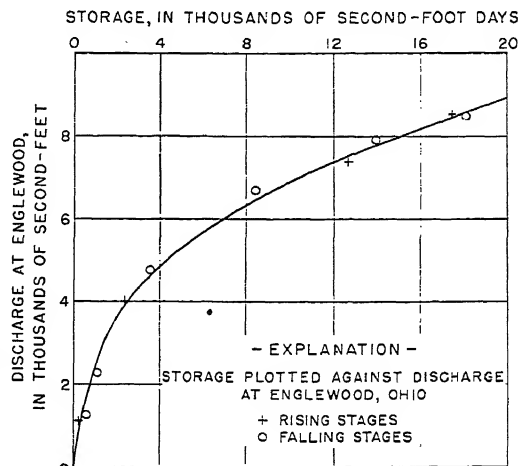 STORAGE, IN THOUSANDS OF SECOND-FOOT DAYS
0 4 8 12 16 20
DISCHARGE AT ENGLEWOOD,
IN THOUSANDS OF SECOND-FEET
8
6
4
2
0
- EXPLANATION -
STORAGE PLOTTED AGAINST DISCHARGE
AT ENGLEWOOD, OHIO
+ RISING STAGES
o FALLING STAGES